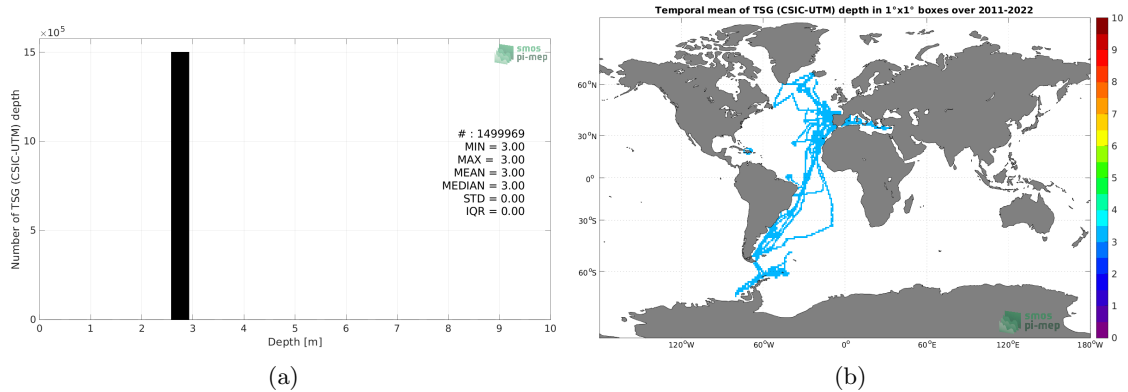 ×10⁵
15
10
5
0
Number of TSG (CSIC-UTM) depth
smos
pi-mep
# : 1499969
MIN = 3.00
MAX = 3.00
MEAN = 3.00
MEDIAN = 3.00
STD = 0.00
IQR = 0.00
0 1 2 3 4 5 6 7 8 9 10
Depth [m]
(a)
Temporal mean of TSG (CSIC-UTM) depth in 1°x1° boxes over 2011-2022
60°N
30°N
0°
30°S
60°S
120°W 60°W 0° 60°E 120°E 180°W
smos
pi-mep
10
9
8
7
6
5
4
3
2
1
0
(b)